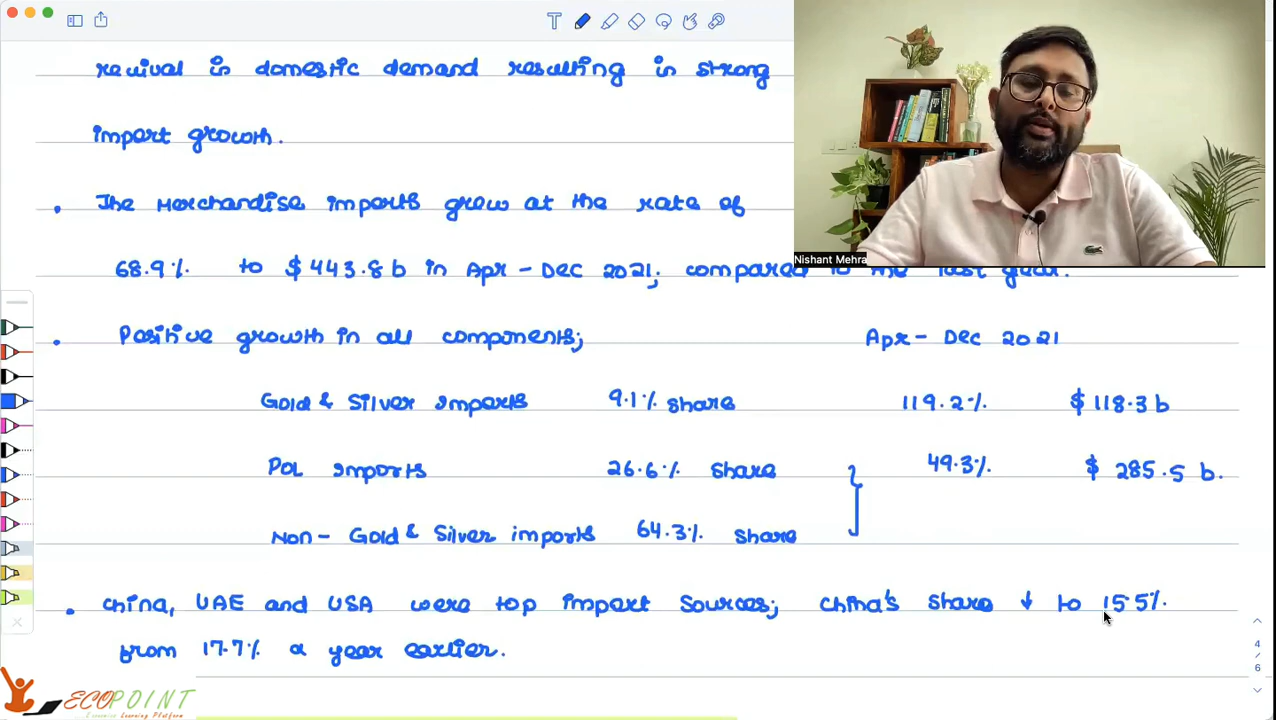 revival in domestic demand resulting in strong
import growth.
• The Merchandise imports grew at the rate of
Nishant Mehra
68.9% to $ 443.8 b in Apr - Dec 2021, compared to the last year.
• Positive growth in all components; Apr - Dec 2021
Gold & Silver imports 9.1% share 119.2% $ 118.3 b
POL imports 26.6% share 49.3% $ 285.5 b.
Non - Gold & Silver imports 64.3% share
• China, UAE and USA were top import sources; China's share ↓ to 15.5%
from 17.7% a year earlier.
4
/
6
ECOPOINT
Learning Platform